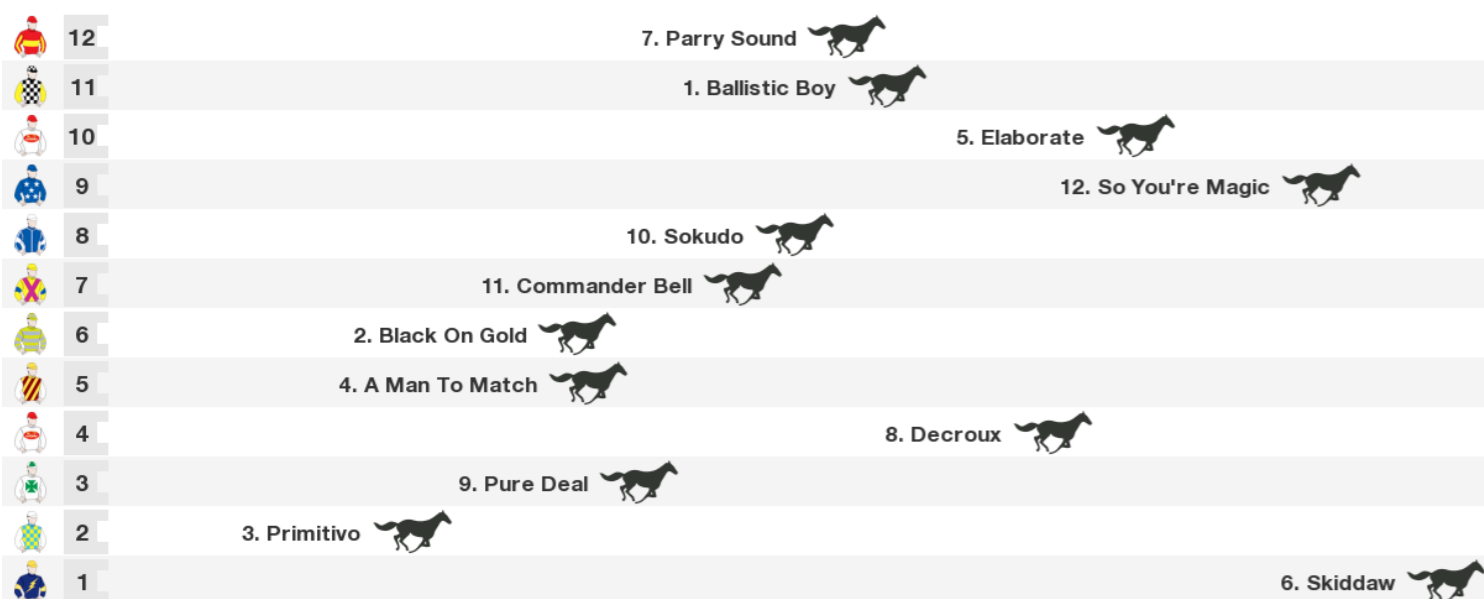 12 7. Parry Sound
11 1. Ballistic Boy
10 5. Elaborate
9 12. So You're Magic
8 10. Sokudo
7 11. Commander Bell
6 2. Black On Gold
5 4. A Man To Match
4 8. Decroux
3 9. Pure Deal
2 3. Primitivo
1 6. Skiddaw